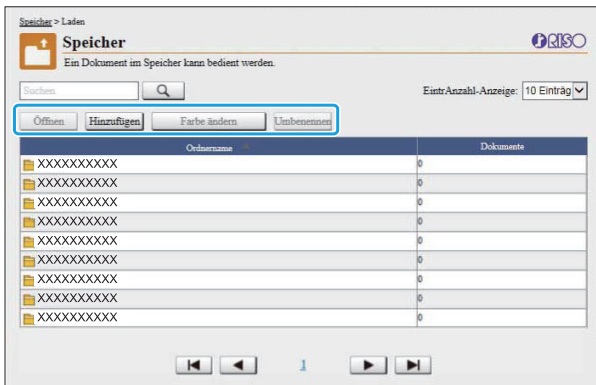 Speicher > Laden
Speicher
RISO
Ein Dokument im Speicher kann bedient werden.
Suchen
EintrAnzahl-Anzeige: 10 Einträg
Öffnen Hinzufügen Farbe ändern Umbenennen
Ordnername Dokumente
XXXXXXXXXX 0
XXXXXXXXXX 0
XXXXXXXXXX 0
XXXXXXXXXX 0
XXXXXXXXXX 0
XXXXXXXXXX 0
XXXXXXXXXX 0
XXXXXXXXXX 0
XXXXXXXXXX 0
1